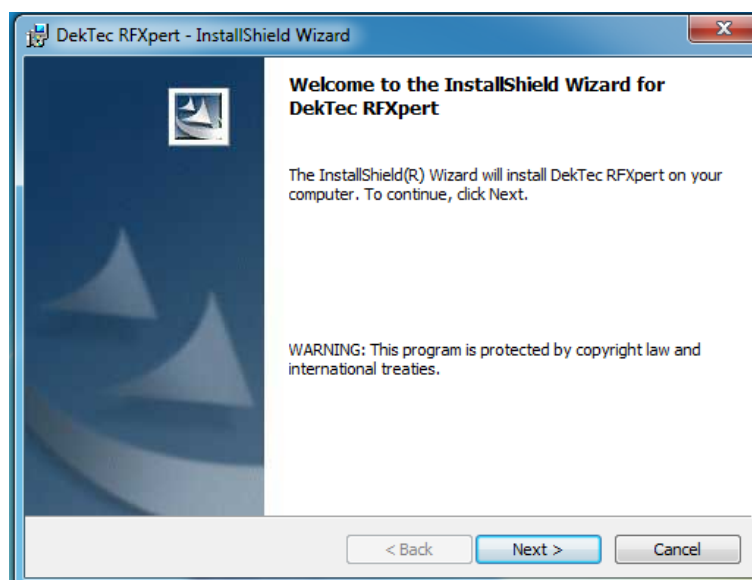 DekTec RFXpert - InstallShield Wizard
Welcome to the InstallShield Wizard for
DekTec RFXpert
The InstallShield(R) Wizard will install DekTec RFXpert on your
computer. To continue, click Next.
WARNING: This program is protected by copyright law and
international treaties.
< Back Next > Cancel